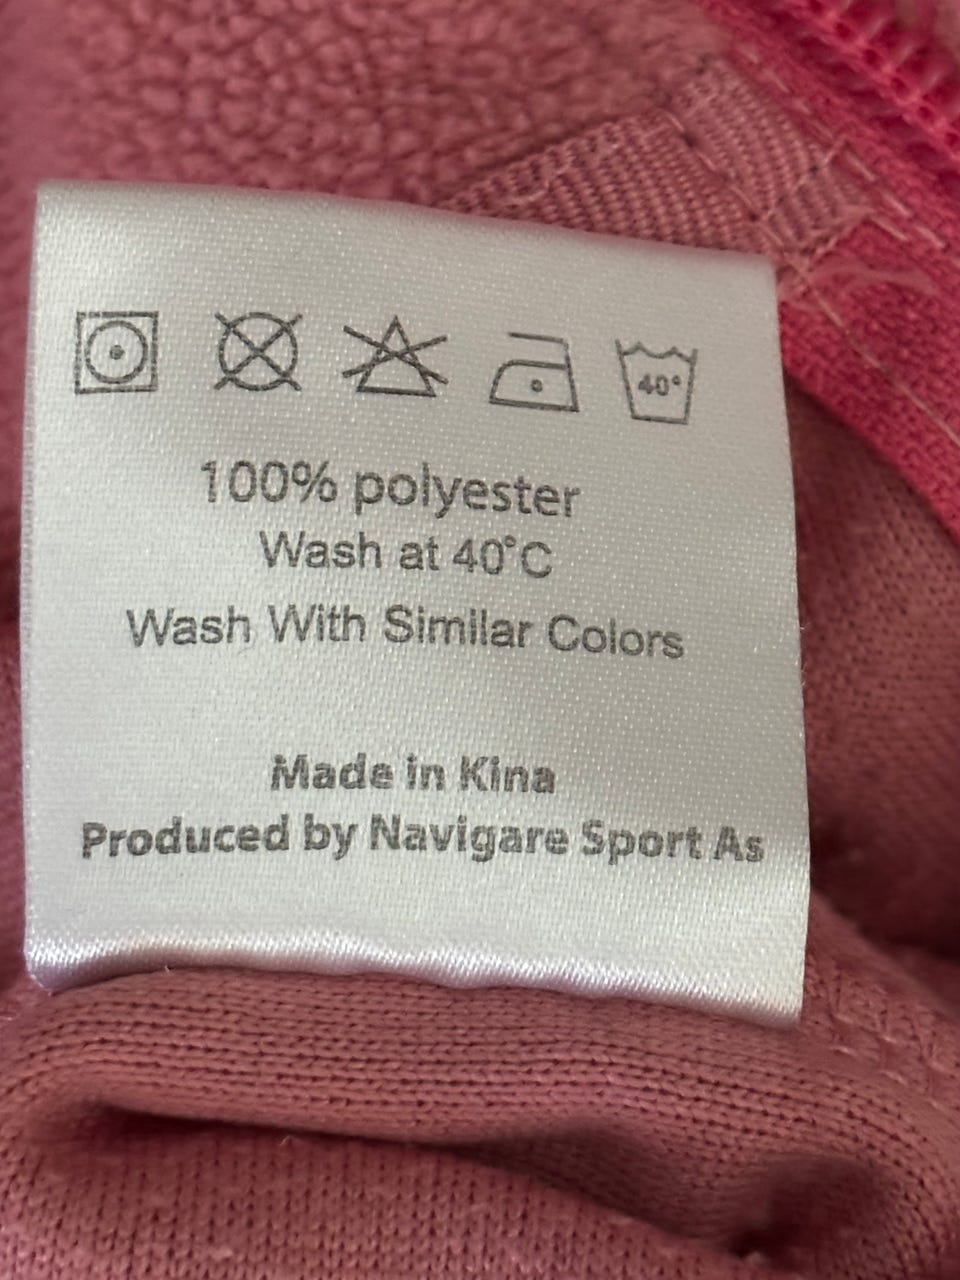 40°
100% polyester
Wash at 40°C
Wash With Similar Colors
Made in Kina
Produced by Navigare Sport As